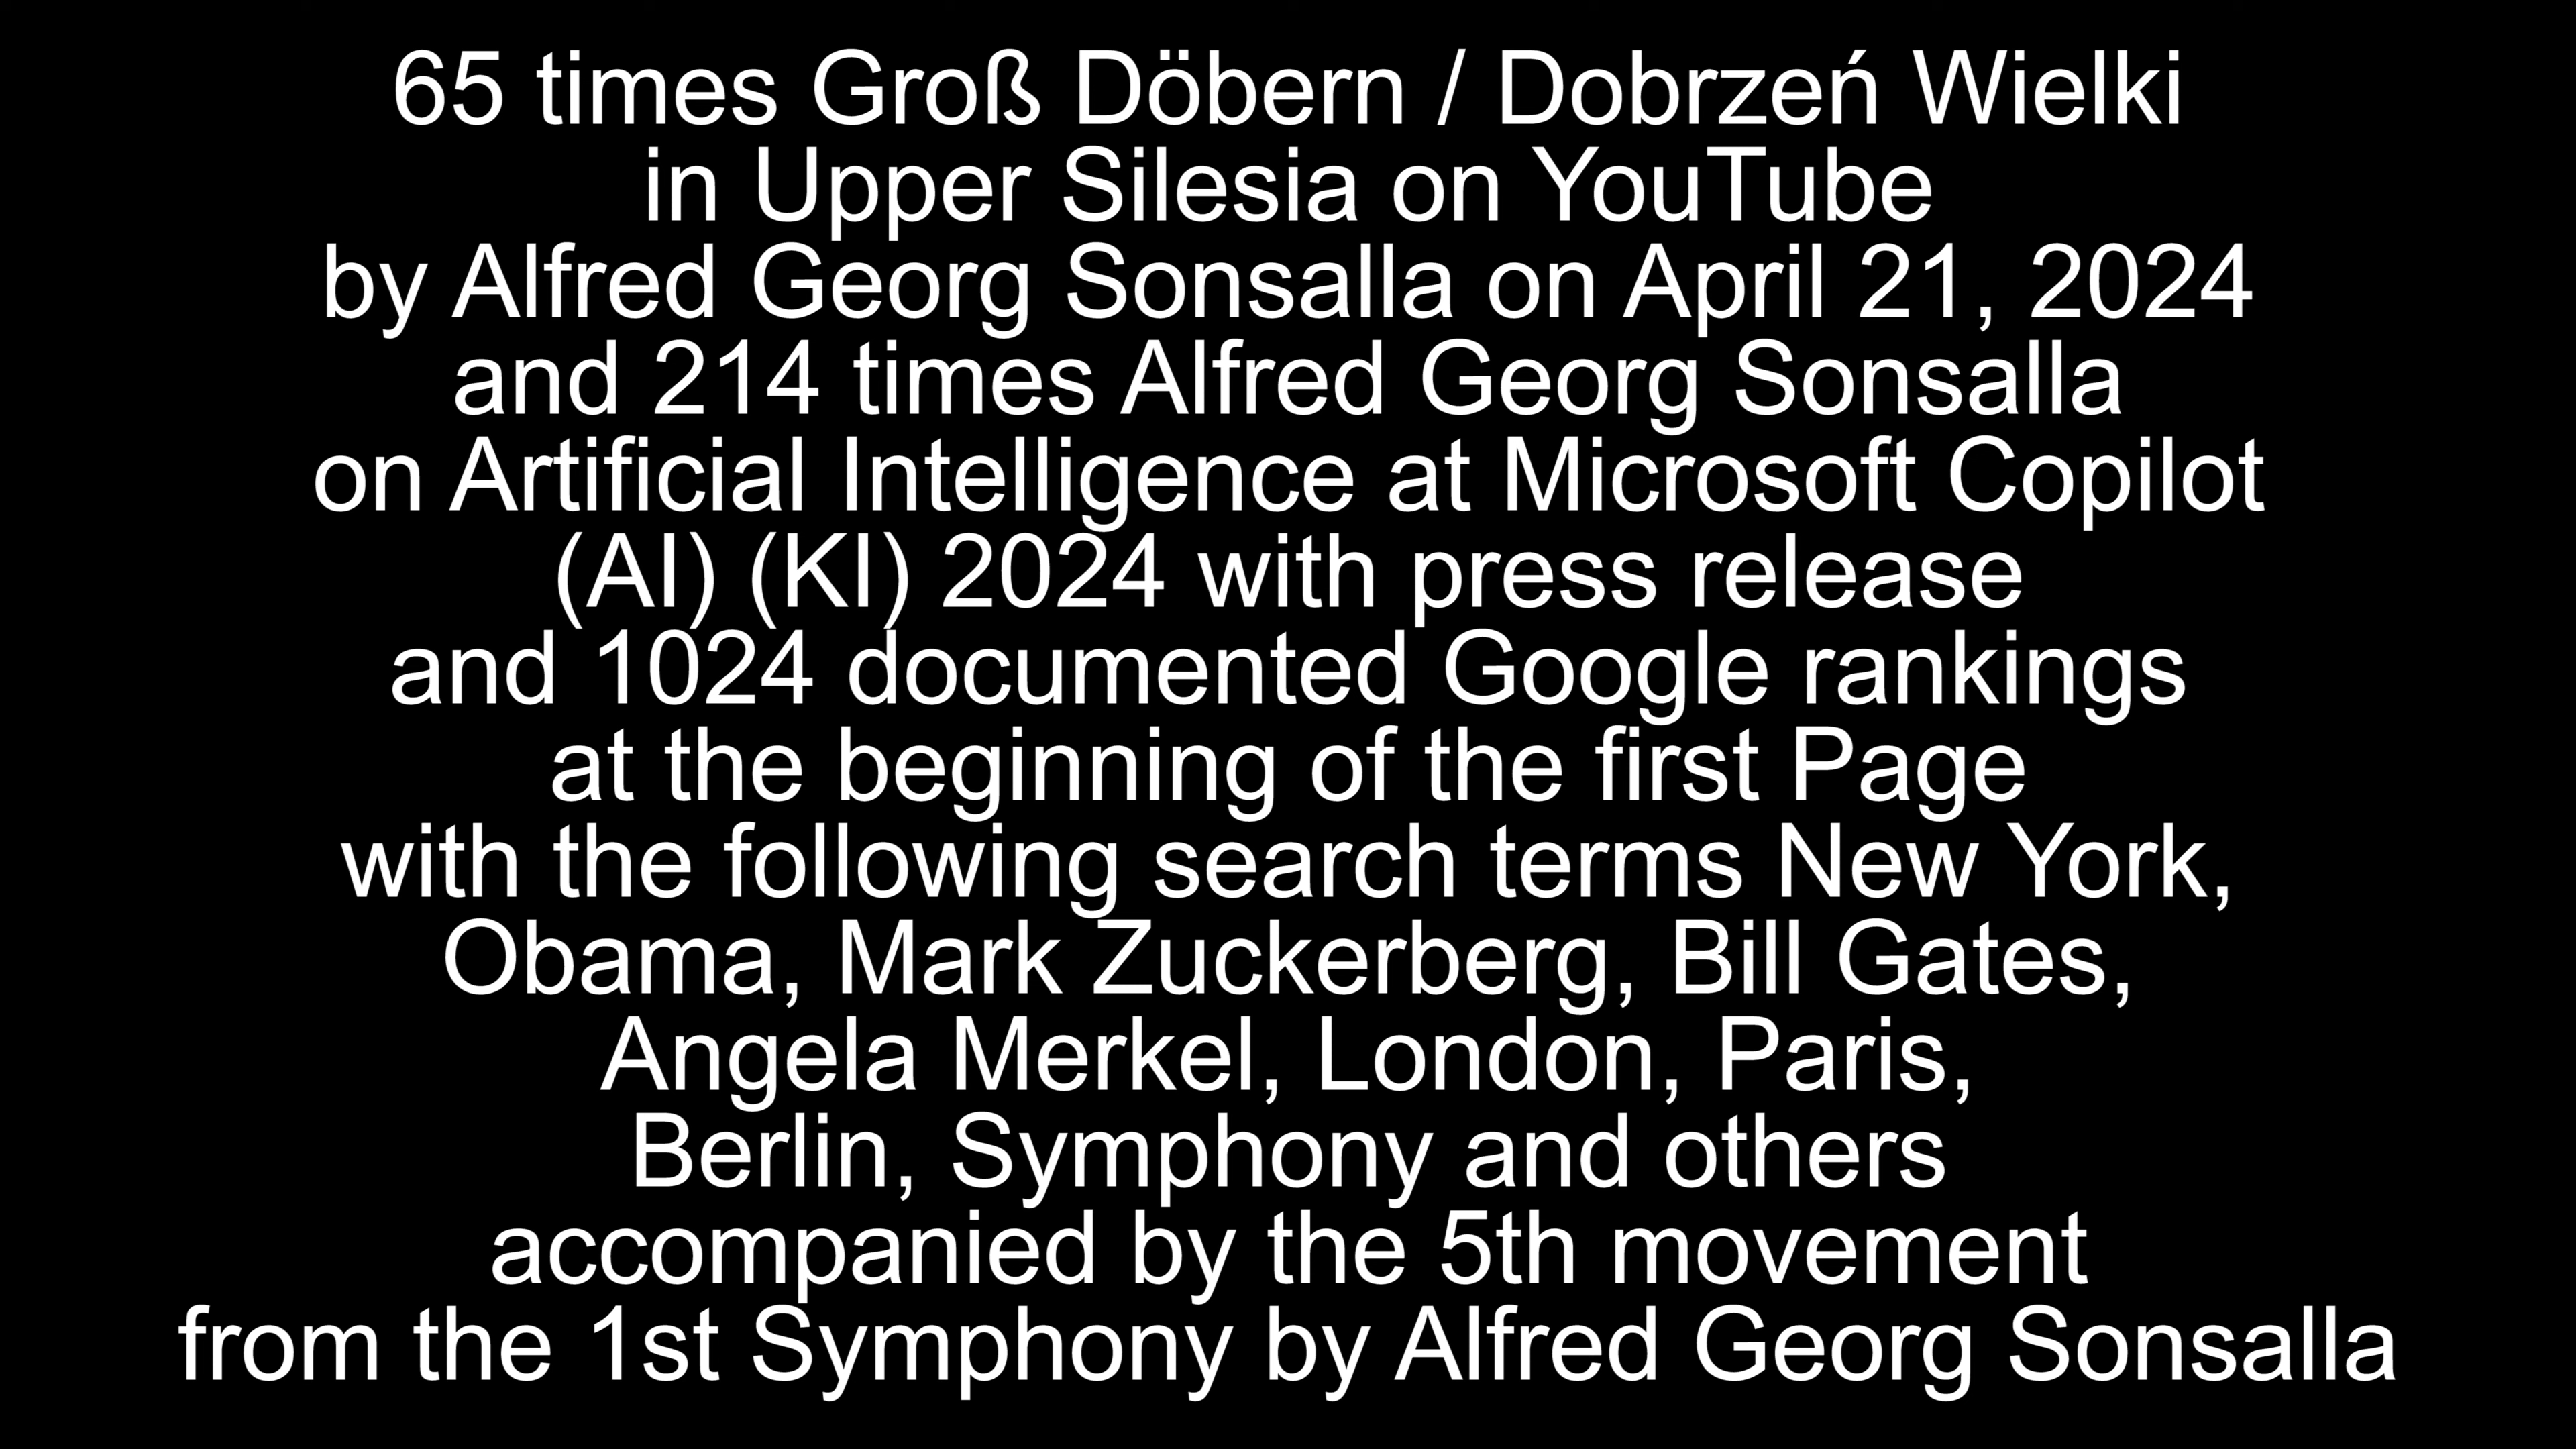 65 times Groß Döbern / Dobrzeń Wielki
in Upper Silesia on YouTube
by Alfred Georg Sonsalla on April 21, 2024
and 214 times Alfred Georg Sonsalla
on Artificial Intelligence at Microsoft Copilot
(AI) (KI) 2024 with press release
and 1024 documented Google rankings
at the beginning of the first Page
with the following search terms New York,
Obama, Mark Zuckerberg, Bill Gates,
Angela Merkel, London, Paris,
Berlin, Symphony and others
accompanied by the 5th movement
from the 1st Symphony by Alfred Georg Sonsalla